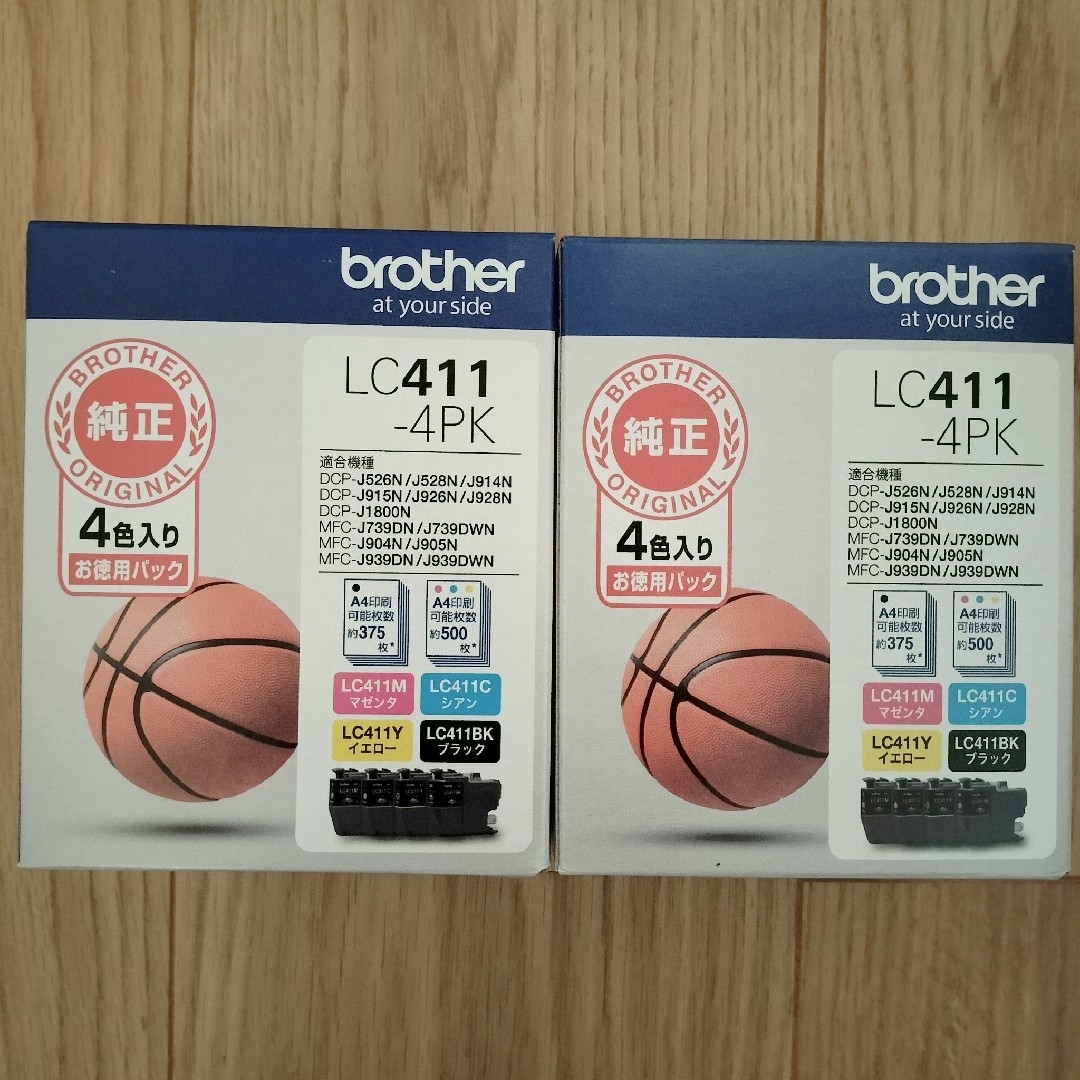 brother
at your side
BROTHER
純正
ORIGINAL
4色入り
お徳用パック
LC411
-4PK
適合機種
DCP-J526N/J528N/J914N
DCP-J915N/J926N/J928N
DCP-J1800N
MFC-J739DN/J739DWN
MFC-J904N/J905N
MFC-J939DN/J939DWN
A4印刷
可能枚数
約375
枚*
A4印刷
可能枚数
約500
枚*
LC411M
マゼンタ
LC411C
シアン
LC411Y
イエロー
LC411BK
ブラック
brother
at your side
BROTHER
純正
ORIGINAL
4色入り
お徳用パック
LC411
-4PK
適合機種
DCP-J526N/J528N/J914N
DCP-J915N/J926N/J928N
DCP-J1800N
MFC-J739DN/J739DWN
MFC-J904N/J905N
MFC-J939DN/J939DWN
A4印刷
可能枚数
約375
枚*
A4印刷
可能枚数
約500
枚*
LC411M
マゼンタ
LC411C
シアン
LC411Y
イエロー
LC411BK
ブラック